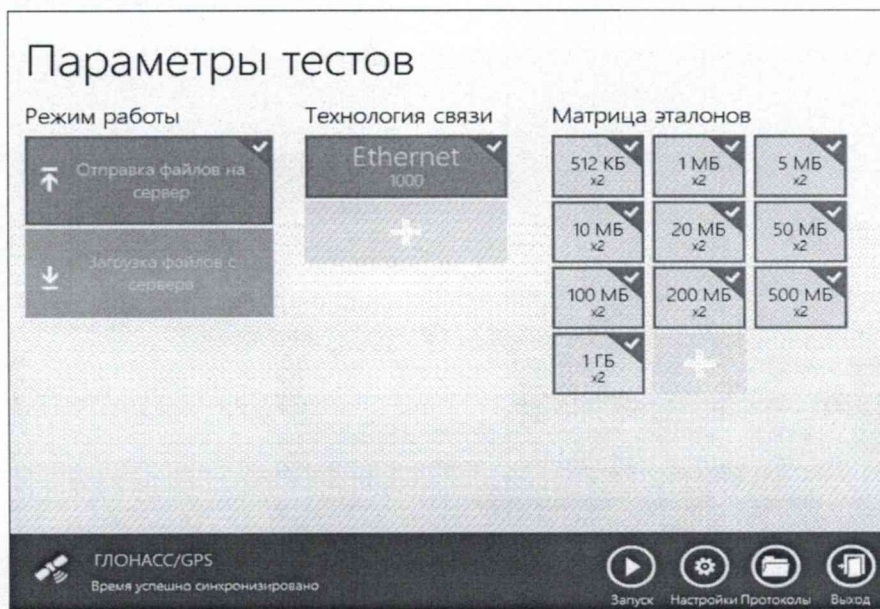 Параметры тестов
Режим работы
Отправка файлов на
сервер
Загрузка файлов с
сервера
Технология связи
Ethernet
1000
Матрица эталонов
512 КБ
x2
1 МБ
x2
5 МБ
x2
10 МБ
x2
20 МБ
x2
50 МБ
x2
100 МБ
x2
200 МБ
x2
500 МБ
x2
1 ГБ
x2
ГЛОНАСС/GPS
Время успешно синхронизировано
Запуск
Настройки
Протоколы
Выход